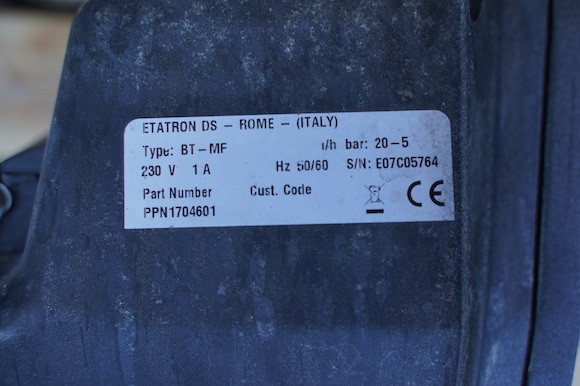 ETATRON DS - ROME - (ITALY)
Type: BT-MF l/h bar: 20-5
230 V 1 A Hz 50/60 S/N: E07C05764
Part Number Cust. Code
PPN1704601 CE